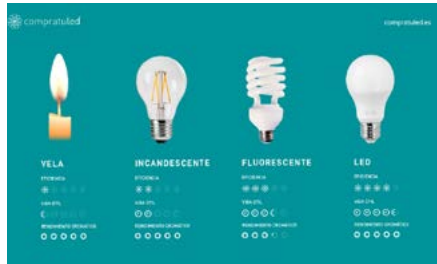 compratuled
compratuled.es
VELA
EFICIENCIA
VIDA ÚTIL
RENDIMIENTO CROMÁTICO
INCANDESCENTE
EFICIENCIA
VIDA ÚTIL
RENDIMIENTO CROMÁTICO
FLUORESCENTE
EFICIENCIA
VIDA ÚTIL
RENDIMIENTO CROMÁTICO
LED
EFICIENCIA
VIDA ÚTIL
RENDIMIENTO CROMÁTICO